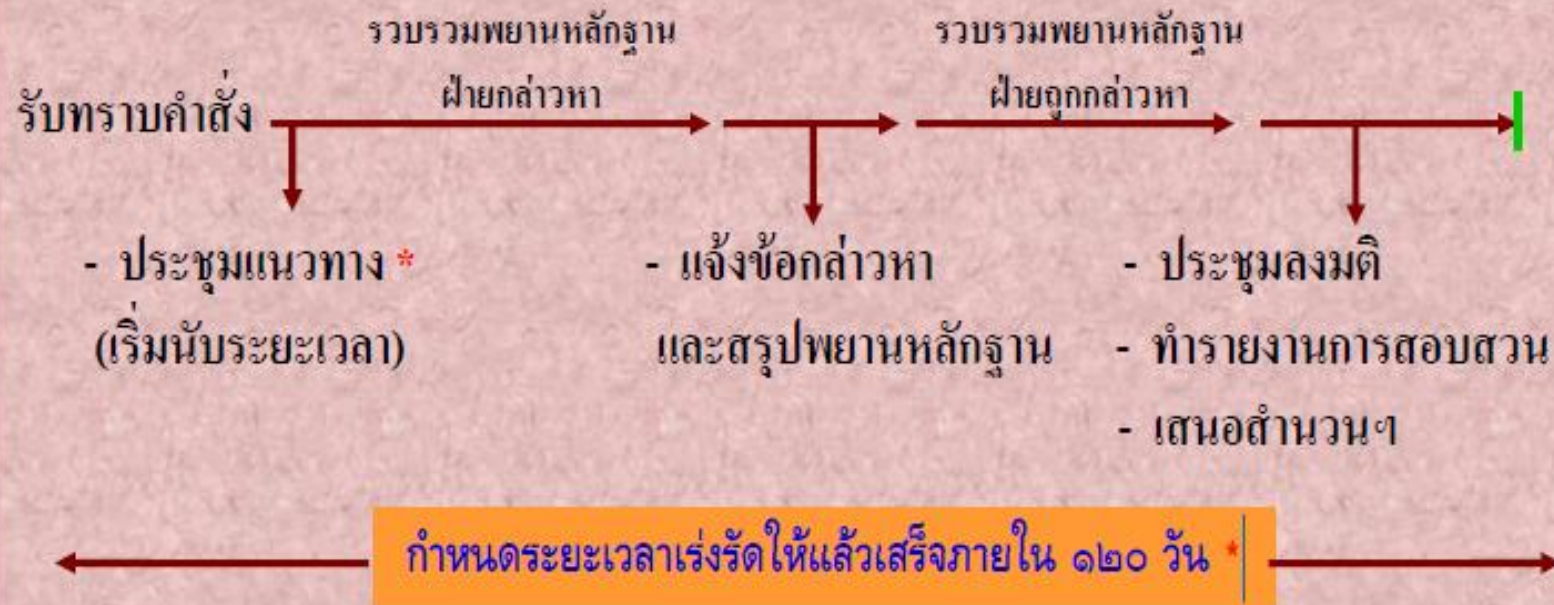 รวบรวมพยานหลักฐาน รวบรวมพยานหลักฐาน
รับทราบคำสั่ง ฝ่ายกล่าวหา ฝ่ายถูกกล่าวหา
- ประชุมแนวทาง * - แจ้งข้อกล่าวหา - ประชุมลงมติ
(เริ่มนับระยะเวลา) และสรุปพยานหลักฐาน - ทำรายงานการสอบสวน
- เสนอสำนวนฯ
กำหนดระยะเวลาเร่งรัดให้แล้วเสร็จภายใน ๑๒๐ วัน *